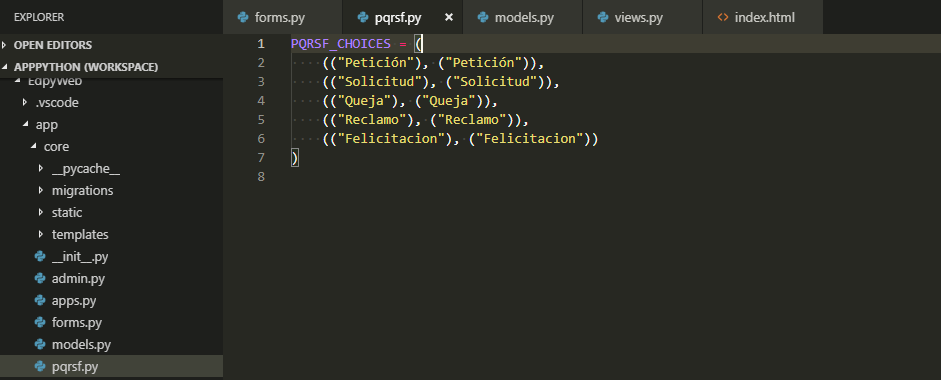 EXPLORER
OPEN EDITORS
APPPYTHON (WORKSPACE)
EdpyWeb
.vscode
app
core
__pycache__
migrations
static
templates
__init__.py
admin.py
apps.py
forms.py
models.py
pqrsf.py
forms.py pqrsf.py × models.py views.py <> index.html
1 PQRSF_CHOICES = (
2 (("Petición"), ("Petición")),
3 (("Solicitud"), ("Solicitud")),
4 (("Queja"), ("Queja")),
5 (("Reclamo"), ("Reclamo")),
6 (("Felicitacion"), ("Felicitacion"))
7 )
8